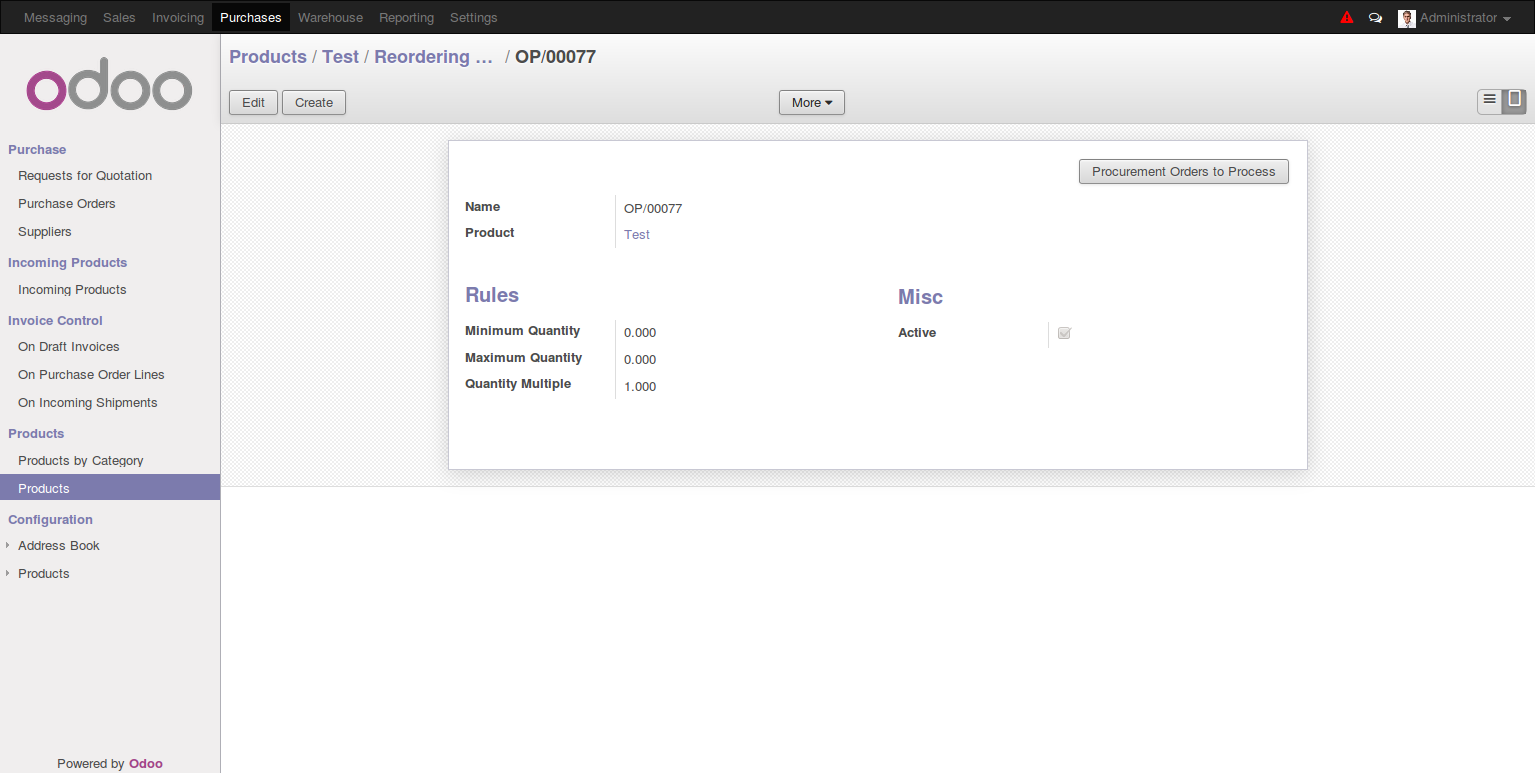 Messaging Sales Invoicing Purchases Warehouse Reporting Settings Administrator
odoo
Products / Test / Reordering ... / OP/00077
Edit Create More
Purchase
Requests for Quotation
Purchase Orders
Suppliers
Incoming Products
Incoming Products
Invoice Control
On Draft Invoices
On Purchase Order Lines
On Incoming Shipments
Products
Products by Category
Products
Configuration
Address Book
Products
Powered by Odoo
Procurement Orders to Process
Name OP/00077
Product Test
Rules
Minimum Quantity 0.000
Maximum Quantity 0.000
Quantity Multiple 1.000
Misc
Active